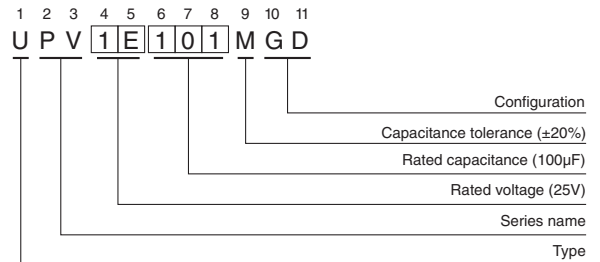 1 2 3 4 5 6 7 8 9 10 11
U P V 1 E 1 0 1 M G D
Configuration
Capacitance tolerance (±20%)
Rated capacitance (100µF)
Rated voltage (25V)
Series name
Type